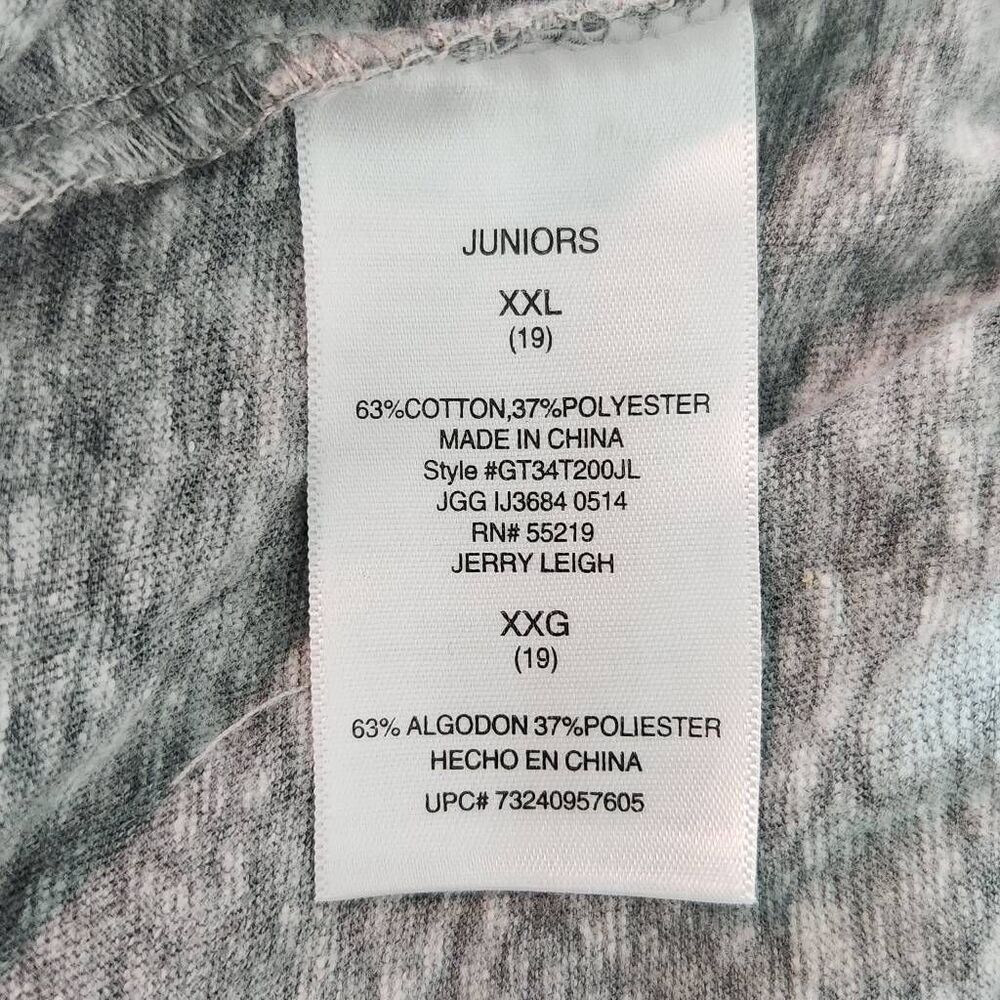 JUNIORS
XXL
(19)
63%COTTON,37%POLYESTER
MADE IN CHINA
Style #GT34T200JL
JGG IJ3684 0514
RN# 55219
JERRY LEIGH
XXG
(19)
63% ALGODON 37%POLIESTER
HECHO EN CHINA
UPC# 73240957605